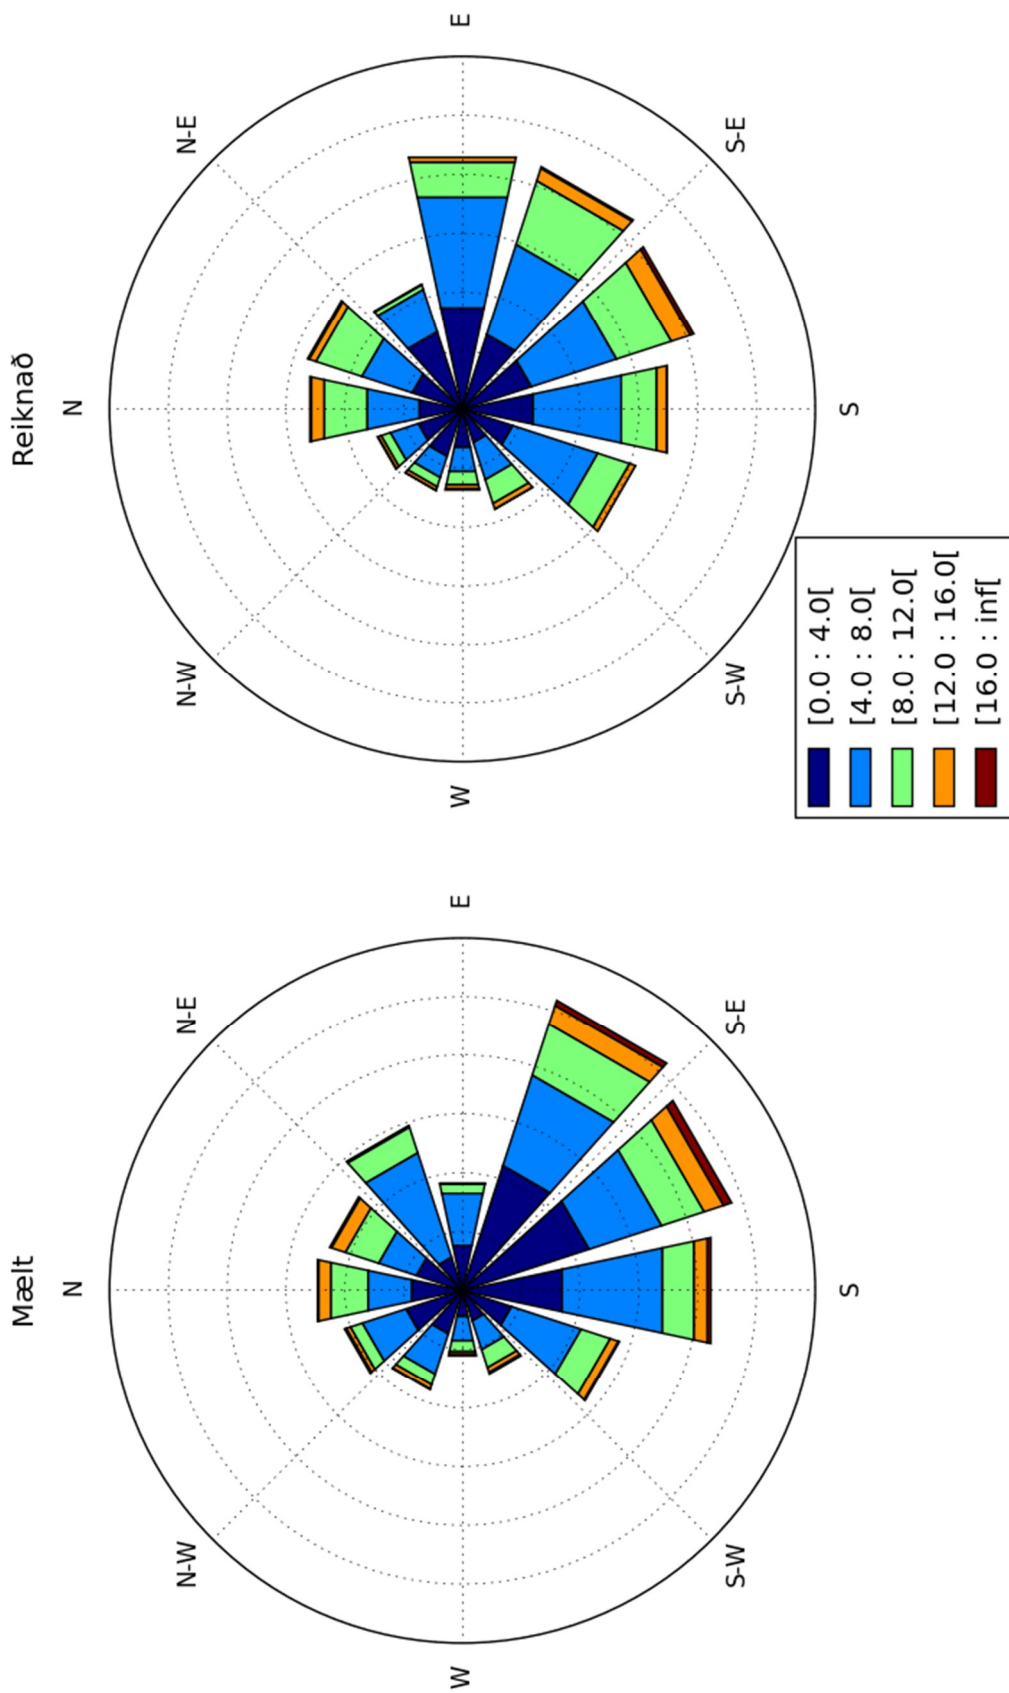 Mælt
N
N-W
N-E
W
E
S-W
S-E
S
Reiknað
N
N-W
N-E
W
E
S-W
S-E
S
[0.0 : 4.0[
[4.0 : 8.0[
[8.0 : 12.0[
[12.0 : 16.0[
[16.0 : inf[